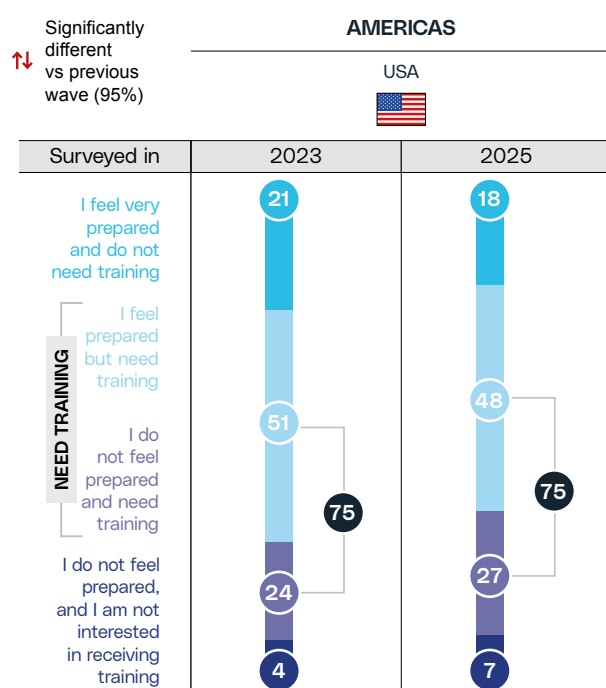 Significantly
different
vs previous
wave (95%)
AMERICAS
USA
Surveyed in
2023
2025
I feel very
prepared
and do not
need training
I feel
prepared
but need
training
I do
not feel
prepared
and need
training
I do not feel
prepared,
and I am not
interested
in receiving
training
NEED TRAINING
21
51
75
24
4
18
48
75
27
7